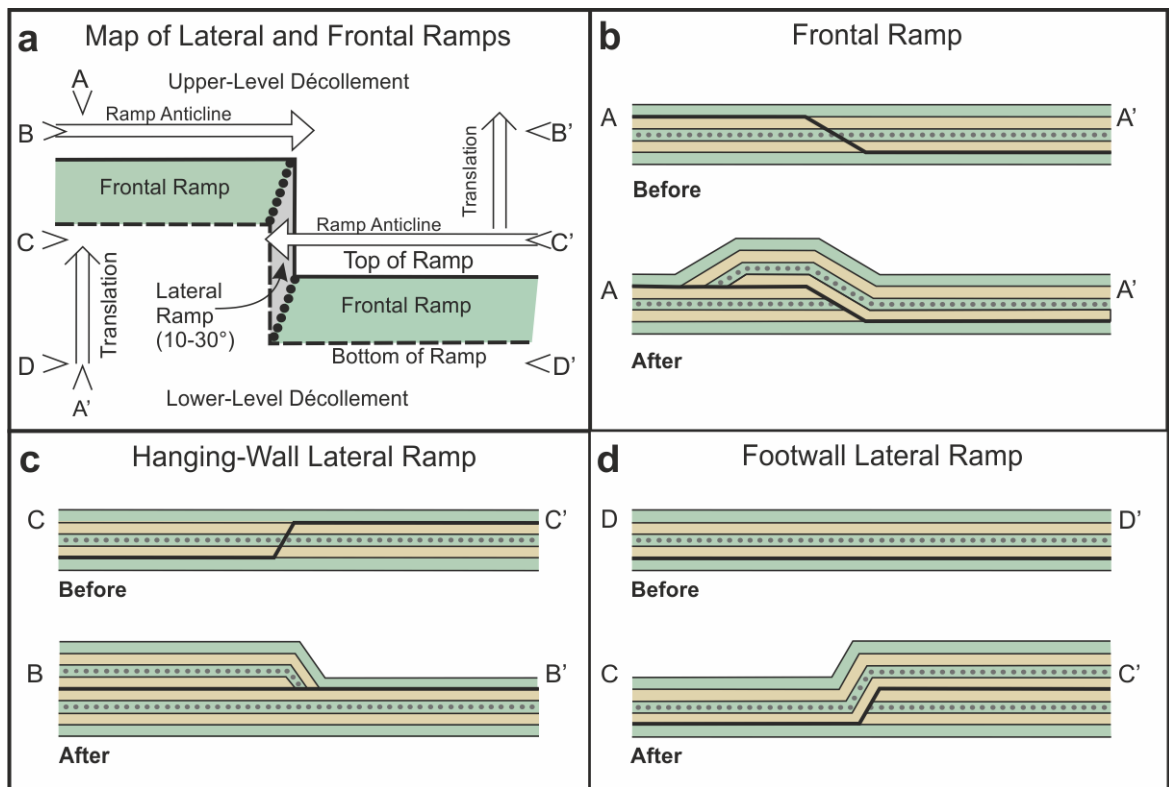 a
Map of Lateral and Frontal Ramps
A
Upper-Level Décollement
Ramp Anticline
B
B'
Translation
Frontal Ramp
Ramp Anticline
C
C'
Top of Ramp
Translation
Lateral
Ramp
(10-30°)
Frontal Ramp
Bottom of Ramp
D
D'
A'
Lower-Level Décollement
b
Frontal Ramp
A
A'
Before
A
A'
After
c
Hanging-Wall Lateral Ramp
C
C'
Before
B
B'
After
d
Footwall Lateral Ramp
D
D'
Before
C
C'
After